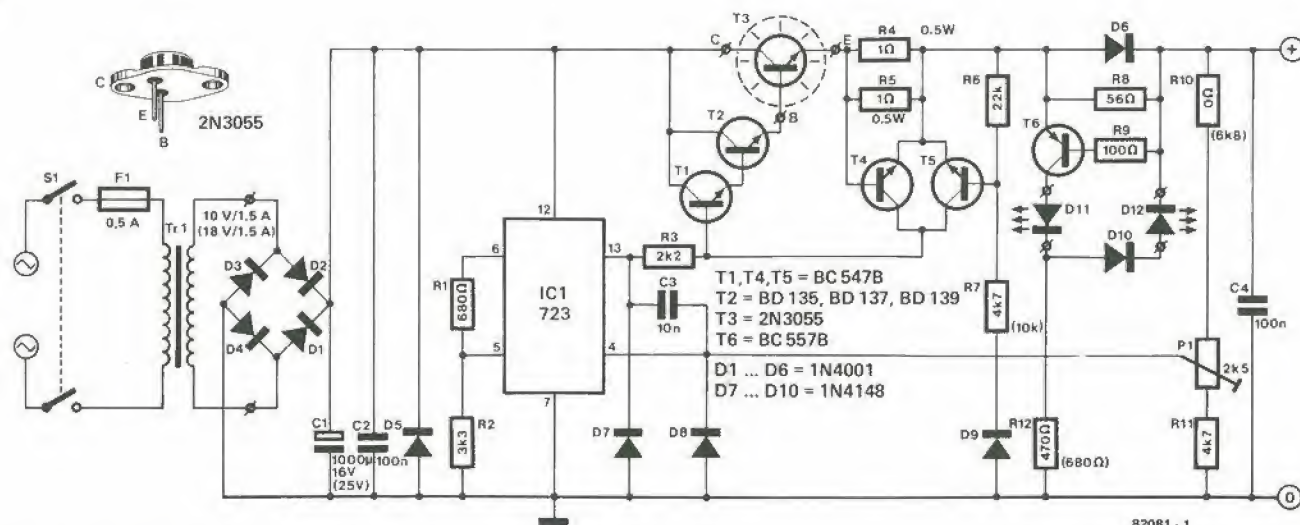 C
E
B
2N3055
S1
F1
0,5 A
Tr1
10 V/1.5 A
(18 V/1.5 A)
D3
D2
D4
D1
C1
1000µ
16V
(25V)
C2
100n
D5
R1
680Ω
R2
3k3
6
5
12
13
4
7
IC1
723
R3
2k2
C3
10n
D7
D8
C
T3
E
B
T2
T1
R4
1Ω
0.5W
R5
1Ω
0.5W
T4
T5
R6
22k
R7
4k7
(10k)
D9
T1,T4,T5 = BC 547B
T2 = BD 135, BD 137, BD 139
T3 = 2N3055
T6 = BC 557B
D1 ... D6 = 1N4001
D7 ... D10 = 1N4148
D6
R8
56Ω
R9
100Ω
T6
D11
D12
D10
R12
470Ω
(680Ω)
R10
0Ω
(6k8)
P1
2k5
R11
4k7
C4
100n
+
0
82081 - 1